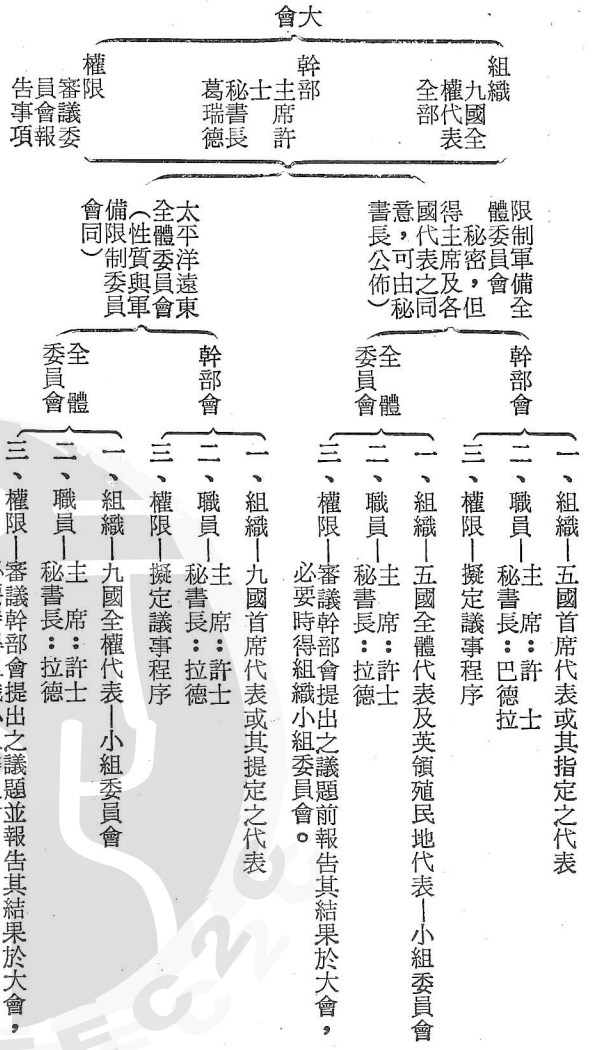 大會
組織
九國全
權代表
全部
幹部
主席許
士
秘書長
葛瑞德
權限
審議委
員會報
告事項
限制軍備全
體委員會
秘密，但
得主席及各
國代表之同
意，可由秘
書長公佈）
幹部會
一、組織—五國首席代表或其指定之代表
二、職員—主　席：許　士
秘書長：巴德拉
三、權限—擬定議事程序
全體
委員會
一、組織—五國全體代表及英領殖民地代表—小組委員會
二、職員—主　席：許士
秘書長：拉德
三、權限—審議幹部會提出之議題前報告其結果於大會，
必要時得組織小組委員會。
太平洋遠東
全體委員會
（性質與軍
備限制委員
會同）
幹部會
一、組織—九國首席代表或其提定之代表
二、職員—主　席：許士
秘書長：拉德
三、權限—擬定議事程序
全體
委員會
一、組織—九國全權代表—小組委員會
二、職員—主　席：許士
秘書長：拉德
三、權限—審議幹部會提出之議題並報告其結果於大會，